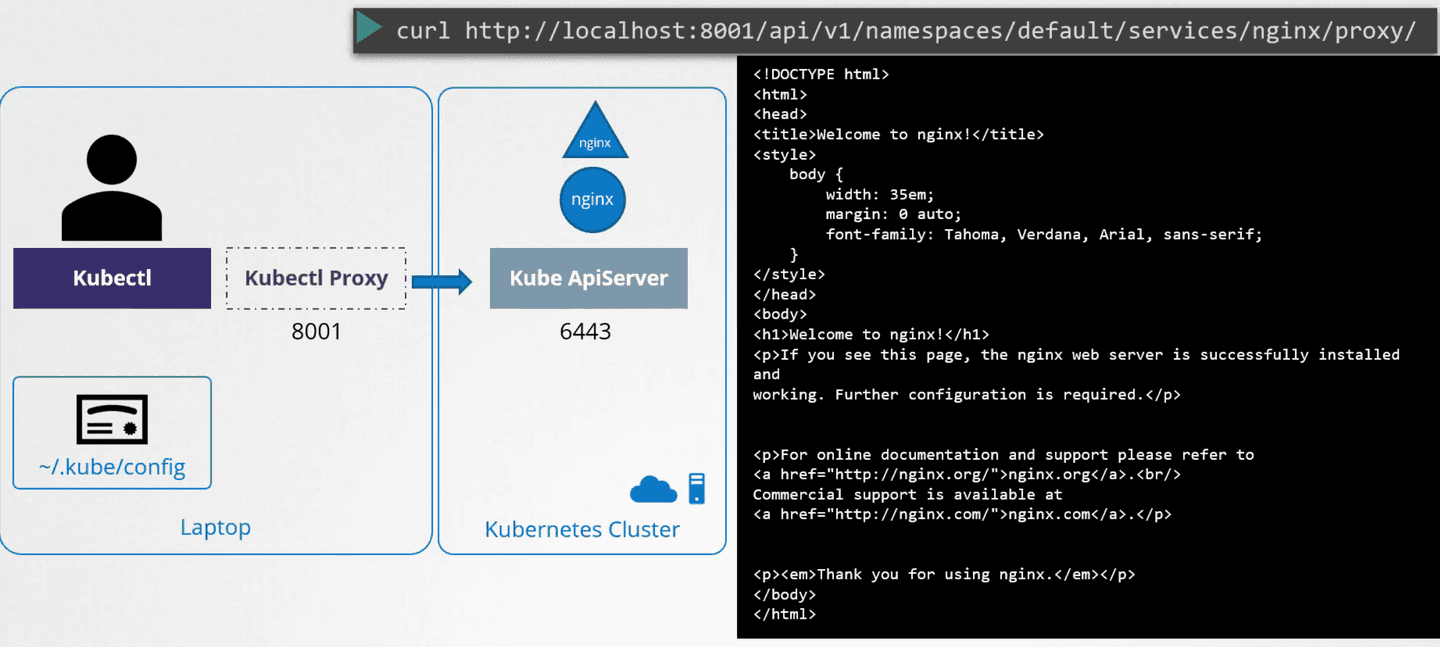 curl http://localhost:8001/api/v1/namespaces/default/services/nginx/proxy/
nginx
nginx
Kubectl
Kubectl Proxy
Kube ApiServer
8001
6443
~/.kube/config
Laptop
Kubernetes Cluster
<!DOCTYPE html>
<html>
<head>
<title>Welcome to nginx!</title>
<style>
    body {
        width: 35em;
        margin: 0 auto;
        font-family: Tahoma, Verdana, Arial, sans-serif;
    }
</style>
</head>
<body>
<h1>Welcome to nginx!</h1>
<p>If you see this page, the nginx web server is successfully installed
and
working. Further configuration is required.</p>
<p>For online documentation and support please refer to
<a href="http://nginx.org/">nginx.org</a>.<br/>
Commercial support is available at
<a href="http://nginx.com/">nginx.com</a>.</p>
<p><em>Thank you for using nginx.</em></p>
</body>
</html>